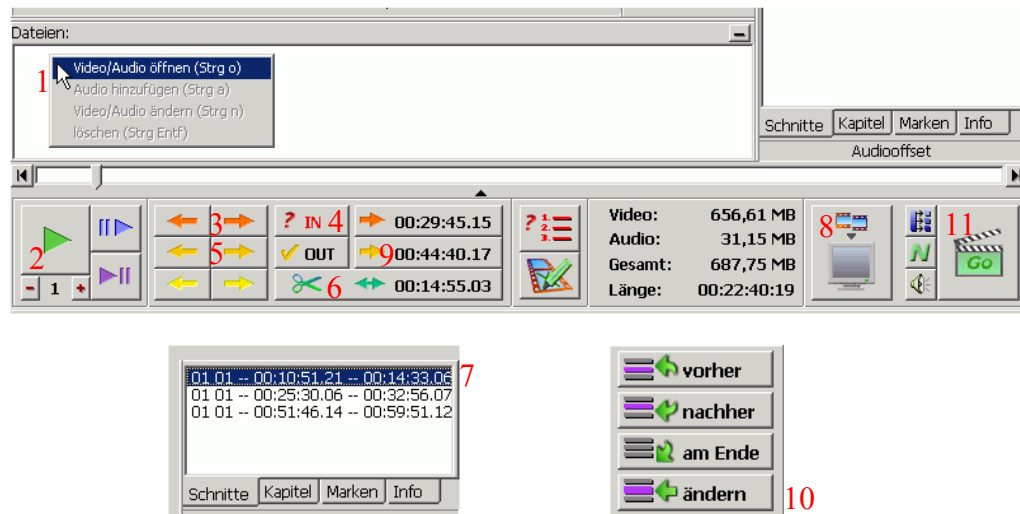 Dateien:
1
Video/Audio öffnen (Strg o)
Audio hinzufügen (Strg a)
Video/Audio ändern (Strg n)
löschen (Strg Entf)
Schnitte Kapitel Marken Info
Audiooffset
2
- 1 +
3
5
? IN 4 00:29:45.15
OUT 9 00:44:40.17
6 00:14:55.03
? 1. 2. 3.
Video: 656,61 MB
Audio: 31,15 MB
Gesamt: 687,75 MB
Länge: 00:22:40:19
8
N
11
Go
01 01 -- 00:10:51.21 -- 00:14:33.06 7
01 01 -- 00:25:30.06 -- 00:32:56.07
01 01 -- 00:51:46.14 -- 00:59:51.12
Schnitte Kapitel Marken Info
vorher
nachher
am Ende
ändern 10